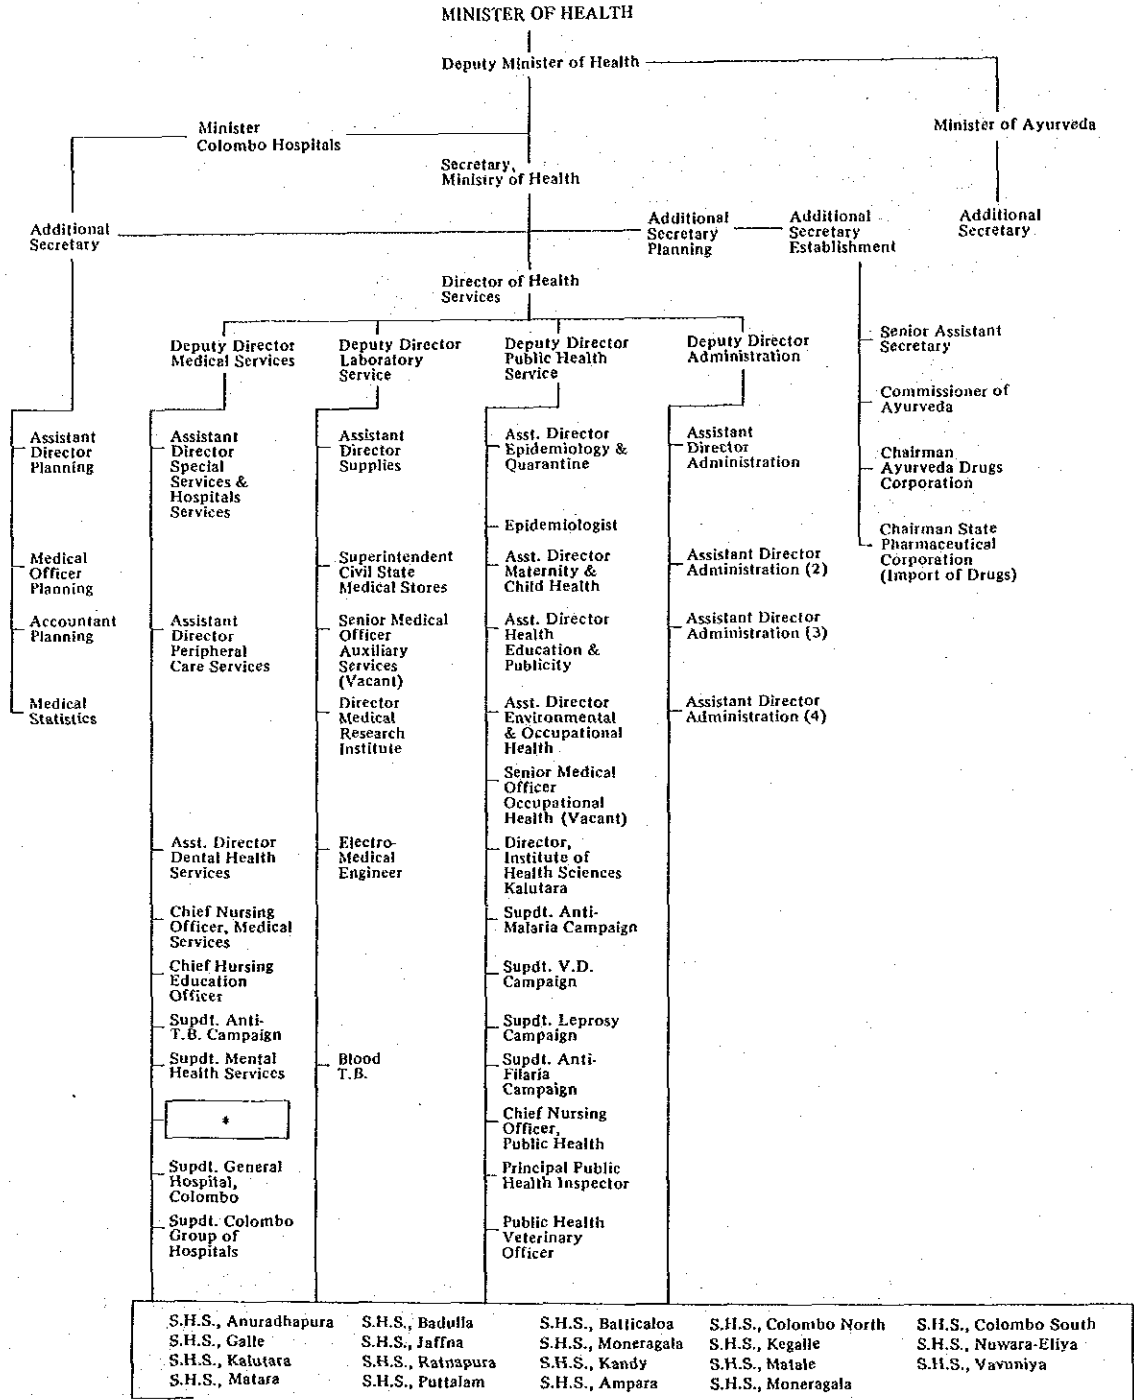 MINISTER OF HEALTH
Deputy Minister of Health
Minister
Colombo Hospitals
Minister of Ayurveda
Secretary,
Ministry of Health
Additional
Secretary
Additional
Secretary
Planning
Additional
Secretary
Establishment
Additional
Secretary
Director of Health
Services
Deputy Director
Medical Services
Deputy Director
Laboratory
Service
Deputy Director
Public Health
Service
Deputy Director
Administration
Senior Assistant
Secretary
Commissioner of
Ayurveda
Chairman
Ayurveda Drugs
Corporation
Chairman State
Pharmaceutical
Corporation
(Import of Drugs)
Assistant
Director
Planning
Medical
Officer
Planning
Accountant
Planning
Medical
Statistics
Assistant
Director
Special
Services &
Hospitals
Services
Assistant
Director
Peripheral
Care Services
Asst. Director
Dental Health
Services
Chief Nursing
Officer, Medical
Services
Chief Hursing
Education
Officer
Supdt. Anti-
T.B. Campaign
Supdt. Mental
Health Services
*
Supdt. General
Hospital,
Colombo
Supdt. Colombo
Group of
Hospitals
Assistant
Director
Supplies
Superintendent
Civil State
Medical Stores
Senior Medical
Officer
Auxiliary
Services
(Vacant)
Director
Medical
Research
Institute
Electro-
Medical
Engineer
Blood
T.B.
Asst. Director
Epidemiology &
Quarantine
Epidemiologist
Asst. Director
Maternity &
Child Health
Asst. Director
Health
Education &
Publicity
Asst. Director
Environmental
& Occupational
Health
Senior Medical
Officer
Occupational
Health (Vacant)
Director,
Institute of
Health Sciences
Kalutara
Supdt. Anti-
Malaria Campaign
Supdt. V.D.
Campaign
Supdt. Leprosy
Campaign
Supdt. Anti-
Filaria
Campaign
Chief Nursing
Officer,
Public Health
Principal Public
Health Inspector
Public Health
Veterinary
Officer
Assistant
Director
Administration
Assistant Director
Administration (2)
Assistant Director
Administration (3)
Assistant Director
Administration (4)
S.H.S., Anuradhapura S.H.S., Badulla S.H.S., Batticaloa S.H.S., Colombo North S.H.S., Colombo South
S.H.S., Galle S.H.S., Jaffna S.H.S., Moneragala S.H.S., Kegalle S.H.S., Nuwara-Eliya
S.H.S., Kalutara S.H.S., Ratnapura S.H.S., Kandy S.H.S., Matale S.H.S., Vavuniya
S.H.S., Matara S.H.S., Puttalam S.H.S., Ampara S.H.S., Moneragala